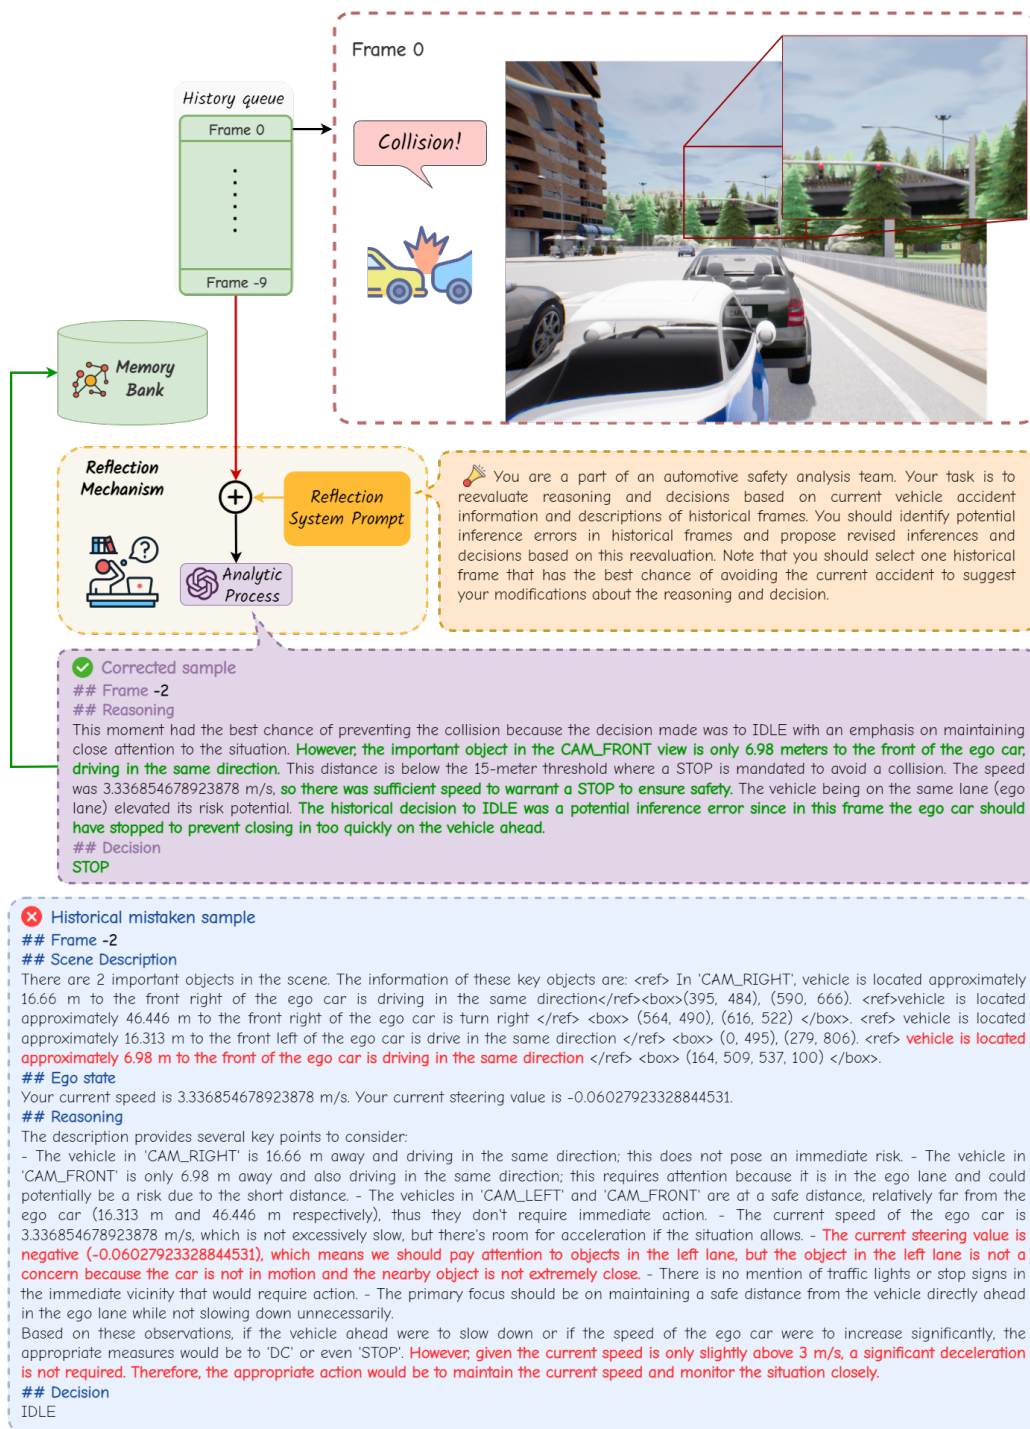 Frame 0
History queue
Frame 0
Collision!
Frame -9
Memory
Bank
Reflection
Mechanism
Reflection
System Prompt
Analytic
Process
You are a part of an automotive safety analysis team. Your task is to
reevaluate reasoning and decisions based on current vehicle accident
information and descriptions of historical frames. You should identify potential
inference errors in historical frames and propose revised inferences and
decisions based on this reevaluation. Note that you should select one historical
frame that has the best chance of avoiding the current accident to suggest
your modifications about the reasoning and decision.
Corrected sample
## Frame -2
## Reasoning
This moment had the best chance of preventing the collision because the decision made was to IDLE with an emphasis on maintaining
close attention to the situation. However, the important object in the CAM_FRONT view is only 6.98 meters to the front of the ego car,
driving in the same direction. This distance is below the 15-meter threshold where a STOP is mandated to avoid a collision. The speed
was 3.336854678923878 m/s, so there was sufficient speed to warrant a STOP to ensure safety. The vehicle being on the same lane (ego
lane) elevated its risk potential. The historical decision to IDLE was a potential inference error since in this frame the ego car should
have stopped to prevent closing in too quickly on the vehicle ahead.
## Decision
STOP
Historical mistaken sample
## Frame -2
## Scene Description
There are 2 important objects in the scene. The information of these key objects are: <ref> In 'CAM_RIGHT', vehicle is located approximately
16.66 m to the front right of the ego car is driving in the same direction</ref><box>(395, 484), (590, 666). <ref>vehicle is located
approximately 46.446 m to the front right of the ego car is turn right </ref> <box> (564, 490), (616, 522) </box>. <ref> vehicle is located
approximately 16.313 m to the front left of the ego car is drive in the same direction </ref> <box> (0, 495), (279, 806). <ref> vehicle is located
approximately 6.98 m to the front of the ego car is driving in the same direction </ref> <box> (164, 509, 537, 100) </box>.
## Ego state
Your current speed is 3.336854678923878 m/s. Your current steering value is -0.06027923328844531.
## Reasoning
The description provides several key points to consider:
- The vehicle in 'CAM_RIGHT' is 16.66 m away and driving in the same direction; this does not pose an immediate risk. - The vehicle in
'CAM_FRONT' is only 6.98 m away and also driving in the same direction; this requires attention because it is in the ego lane and could
potentially be a risk due to the short distance. - The vehicles in 'CAM_LEFT' and 'CAM_FRONT' are at a safe distance, relatively far from the
ego car (16.313 m and 46.446 m respectively), thus they don't require immediate action. - The current speed of the ego car is
3.336854678923878 m/s, which is not excessively slow, but there's room for acceleration if the situation allows. - The current steering value is
negative (-0.06027923328844531), which means we should pay attention to objects in the left lane, but the object in the left lane is not a
concern because the car is not in motion and the nearby object is not extremely close. - There is no mention of traffic lights or stop signs in
the immediate vicinity that would require action. - The primary focus should be on maintaining a safe distance from the vehicle directly ahead
in the ego lane while not slowing down unnecessarily.
Based on these observations, if the vehicle ahead were to slow down or if the speed of the ego car were to increase significantly, the
appropriate measures would be to 'DC' or even 'STOP'. However, given the current speed is only slightly above 3 m/s, a significant deceleration
is not required. Therefore, the appropriate action would be to maintain the current speed and monitor the situation closely.
## Decision
IDLE